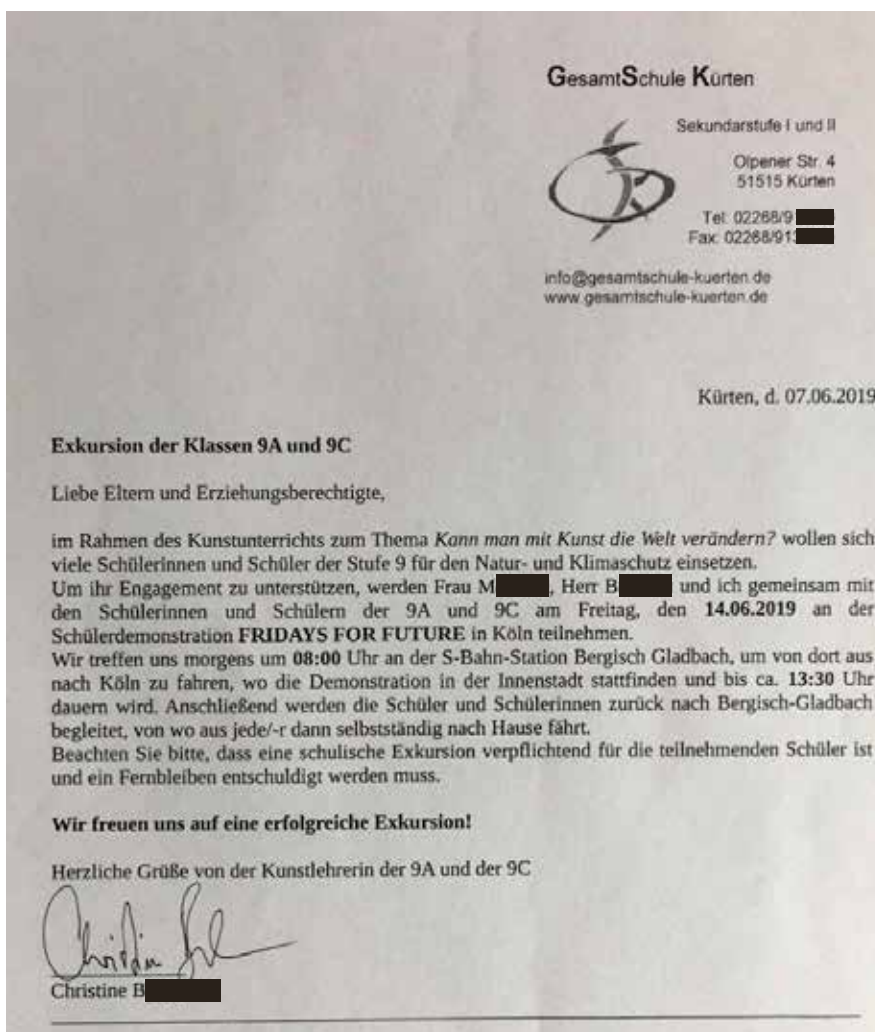 GesamtSchule Kürten
Sekundarstufe I und II
Olpener Str. 4
51515 Kürten
Tel: 02268/9
Fax: 02268/91
info@gesamtschule-kuerten.de
www.gesamtschule-kuerten.de
Kürten, d. 07.06.2019
Exkursion der Klassen 9A und 9C
Liebe Eltern und Erziehungsberechtigte,
im Rahmen des Kunstunterrichts zum Thema Kann man mit Kunst die Welt verändern? wollen sich
viele Schülerinnen und Schüler der Stufe 9 für den Natur- und Klimaschutz einsetzen.
Um ihr Engagement zu unterstützen, werden Frau M, Herr B und ich gemeinsam mit
den Schülerinnen und Schülern der 9A und 9C am Freitag, den 14.06.2019 an der
Schülerdemonstration FRIDAYS FOR FUTURE in Köln teilnehmen.
Wir treffen uns morgens um 08:00 Uhr an der S-Bahn-Station Bergisch Gladbach, um von dort aus
nach Köln zu fahren, wo die Demonstration in der Innenstadt stattfinden und bis ca. 13:30 Uhr
dauern wird. Anschließend werden die Schüler und Schülerinnen zurück nach Bergisch-Gladbach
begleitet, von wo aus jede/-r dann selbstständig nach Hause fährt.
Beachten Sie bitte, dass eine schulische Exkursion verpflichtend für die teilnehmenden Schüler ist
und ein Fernbleiben entschuldigt werden muss.
Wir freuen uns auf eine erfolgreiche Exkursion!
Herzliche Grüße von der Kunstlehrerin der 9A und der 9C
Christine B